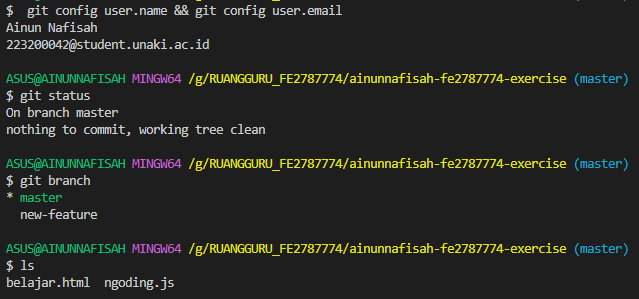 $  git config user.name && git config user.email
Ainun Nafisah
223200042@student.unaki.ac.id
ASUS@AINUNNAFISAH MINGW64 /g/RUANGGURU_FE2787774/ainunnafisah-fe2787774-exercise (master)
$ git status
On branch master
nothing to commit, working tree clean
ASUS@AINUNNAFISAH MINGW64 /g/RUANGGURU_FE2787774/ainunnafisah-fe2787774-exercise (master)
$ git branch
* master
  new-feature
ASUS@AINUNNAFISAH MINGW64 /g/RUANGGURU_FE2787774/ainunnafisah-fe2787774-exercise (master)
$ ls
belajar.html  ngoding.js